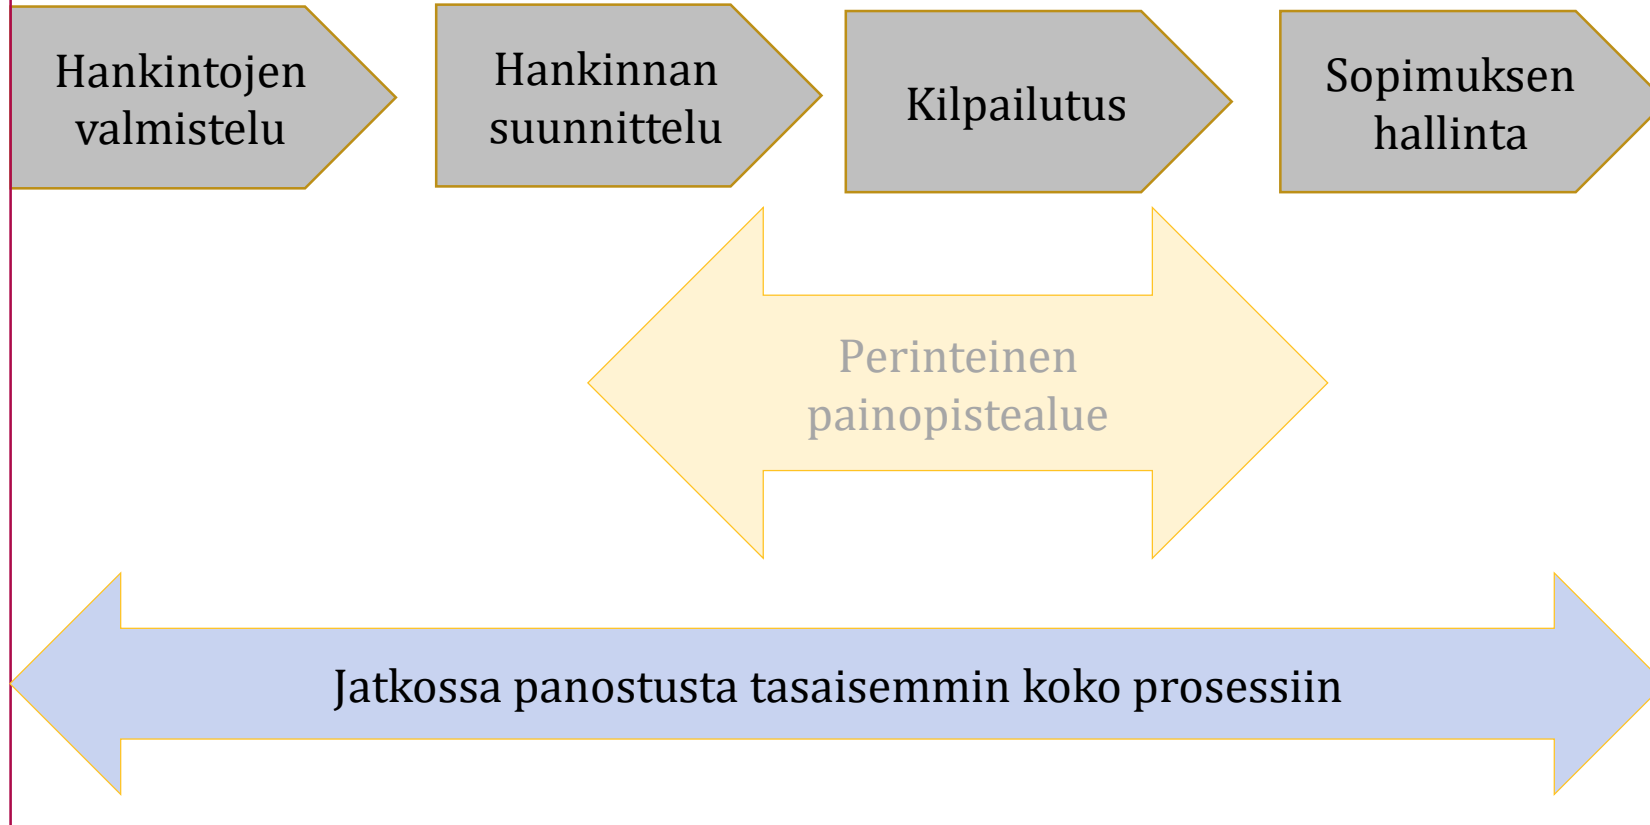 Hankintojen
valmistelu
Hankinnan
suunnittelu
Kilpailutus
Sopimuksen
hallinta
Perinteinen
painopistealue
Jatkossa panostusta tasaisemmin koko prosessiin